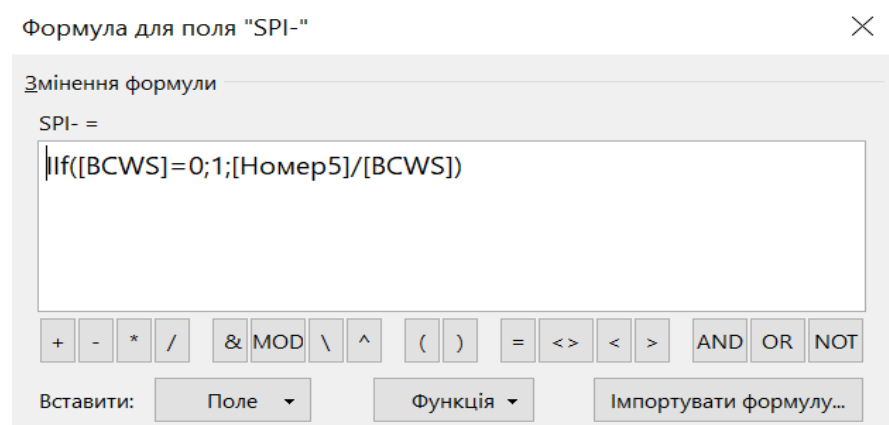 Формула для поля "SPI-"
Змінення формули
SPI- =
IIf([BCWS]=0;1;[Номер5]/[BCWS])
+ - * / & MOD \ ^ ( ) = <> < > AND OR NOT
Вставити: Поле Функція Імпортувати формулу...